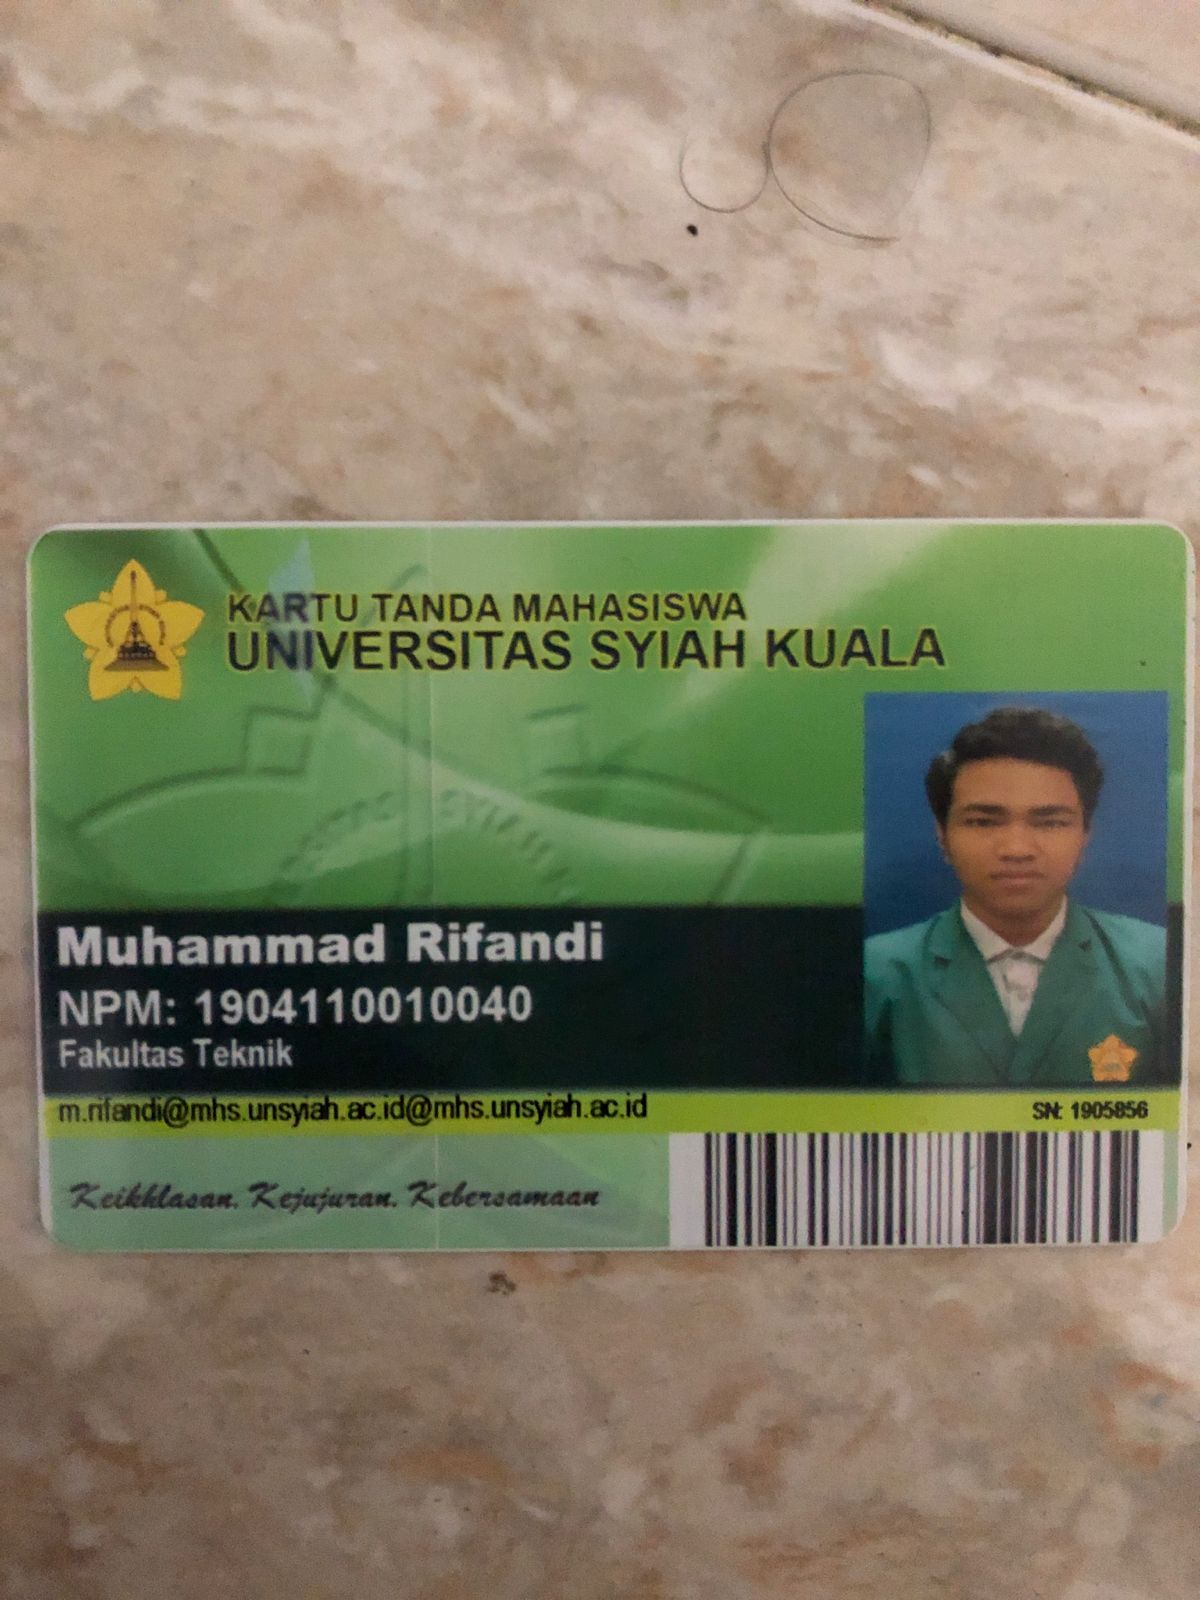 KARTU TANDA MAHASISWA
UNIVERSITAS SYIAH KUALA
Muhammad Rifandi
NPM: 1904110010040
Fakultas Teknik
m.rifandi@mhs.unsyiah.ac.id@mhs.unsyiah.ac.id
SN: 1905856
Keikhlasan. Kejujuran. Kebersamaan